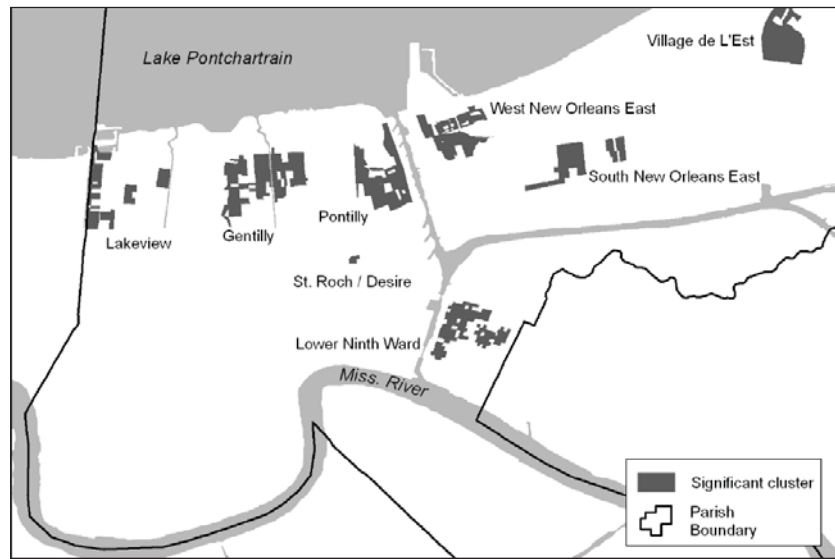 Village de L'Est
Lake Pontchartrain
West New Orleans East
South New Orleans East
Pontilly
Gentilly
Lakeview
St. Roch / Desire
Lower Ninth Ward
Miss. River
Significant cluster
Parish
Boundary